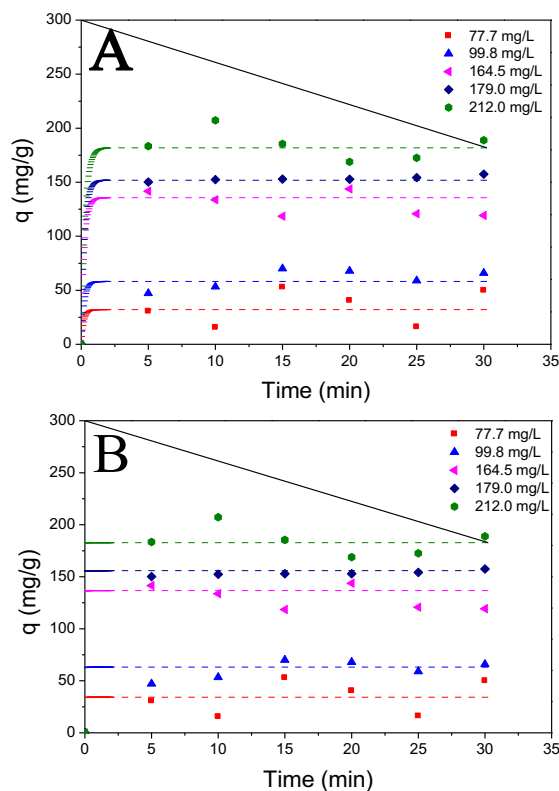 A
77.7 mg/L
99.8 mg/L
164.5 mg/L
179.0 mg/L
212.0 mg/L
300
250
200
150
100
50
0
q (mg/g)
0 5 10 15 20 25 30 35
Time (min)
B
77.7 mg/L
99.8 mg/L
164.5 mg/L
179.0 mg/L
212.0 mg/L
300
250
200
150
100
50
0
q (mg/g)
0 5 10 15 20 25 30 35
Time (min)